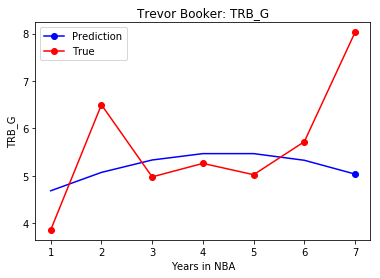 Trevor Booker: TRB_G
Prediction
True
8
7
6
5
4
TRB_G
1 2 3 4 5 6 7
Years in NBA